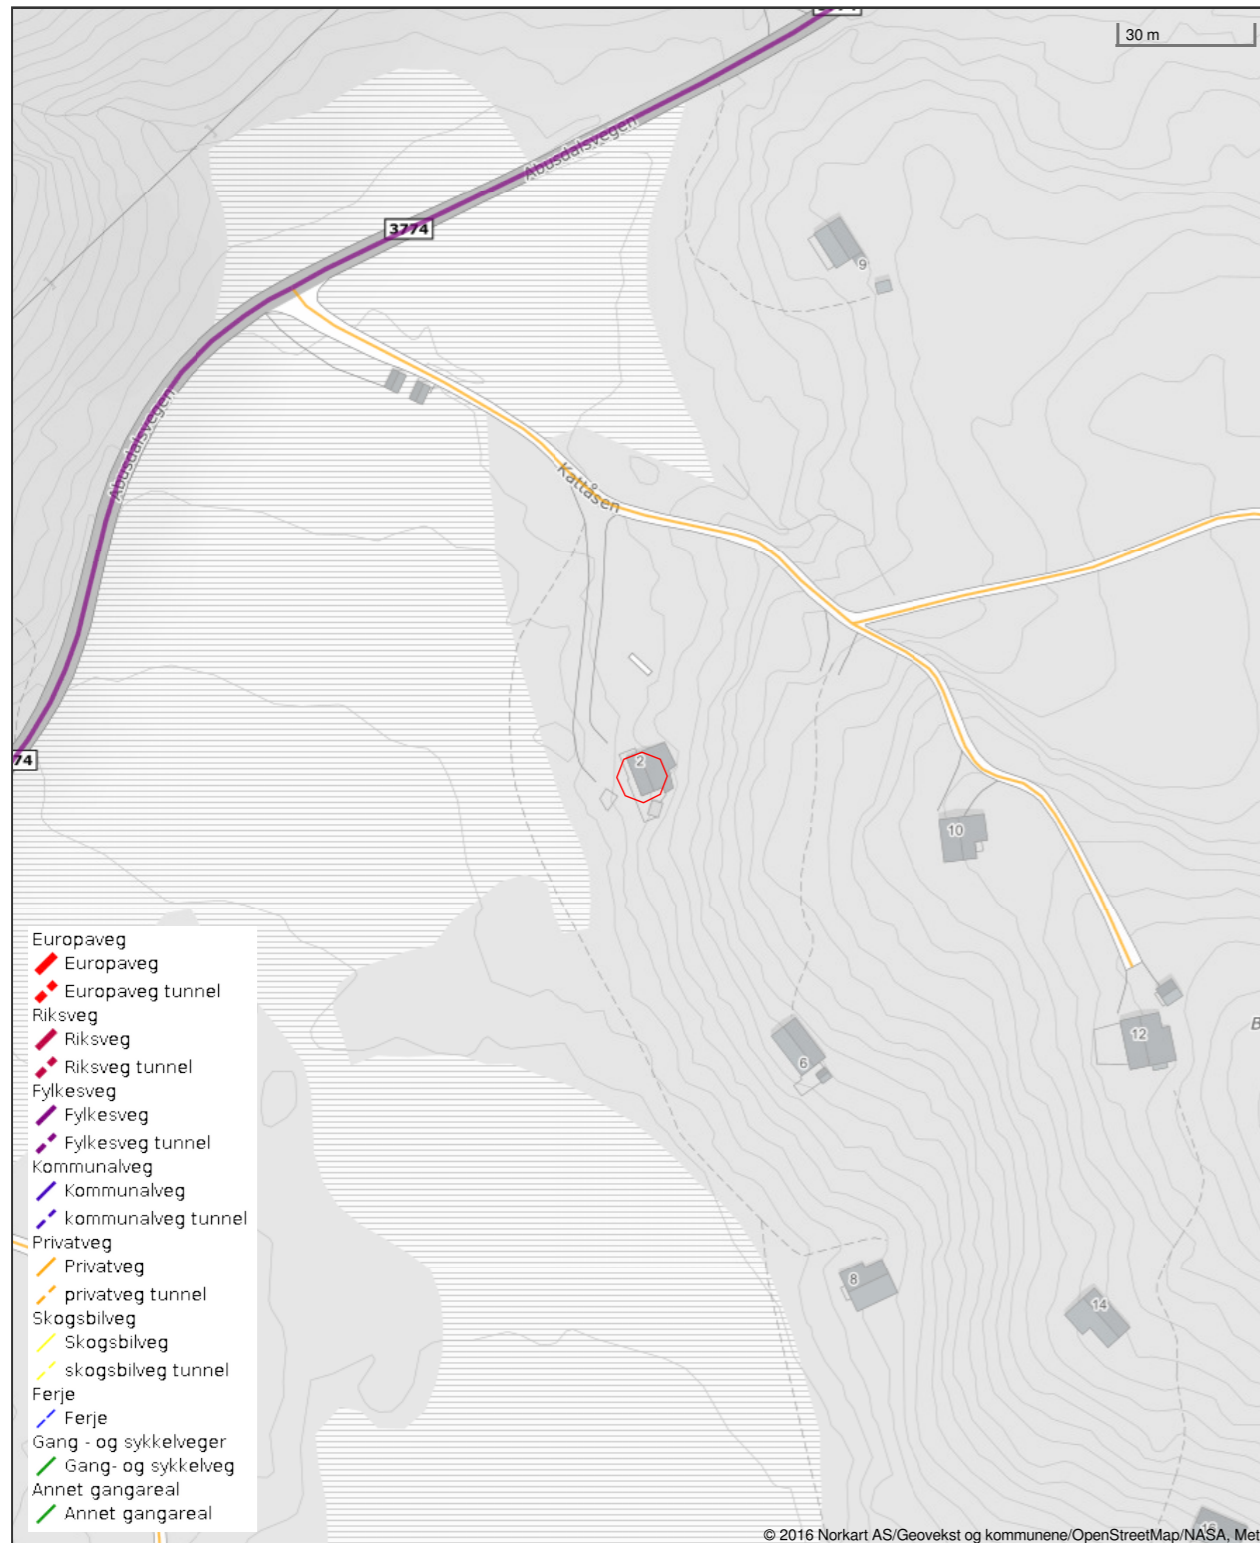 30 m
Åbusdalsvegen
3774
9
Åbusdalsvegen
Kattåsen
74
2
10
12
6
8
14
Europaveg
Europaveg
Europaveg tunnel
Riksveg
Riksveg
Riksveg tunnel
Fylkesveg
Fylkesveg
Fylkesveg tunnel
Kommunalveg
Kommunalveg
kommunalveg tunnel
Privatveg
Privatveg
privatveg tunnel
Skogsbilveg
Skogsbilveg
skogsbilveg tunnel
Ferje
Ferje
Gang - og sykkelveger
Gang- og sykkelveg
Annet gangareal
Annet gangareal
© 2016 Norkart AS/Geovekst og kommunene/OpenStreetMap/NASA, Met